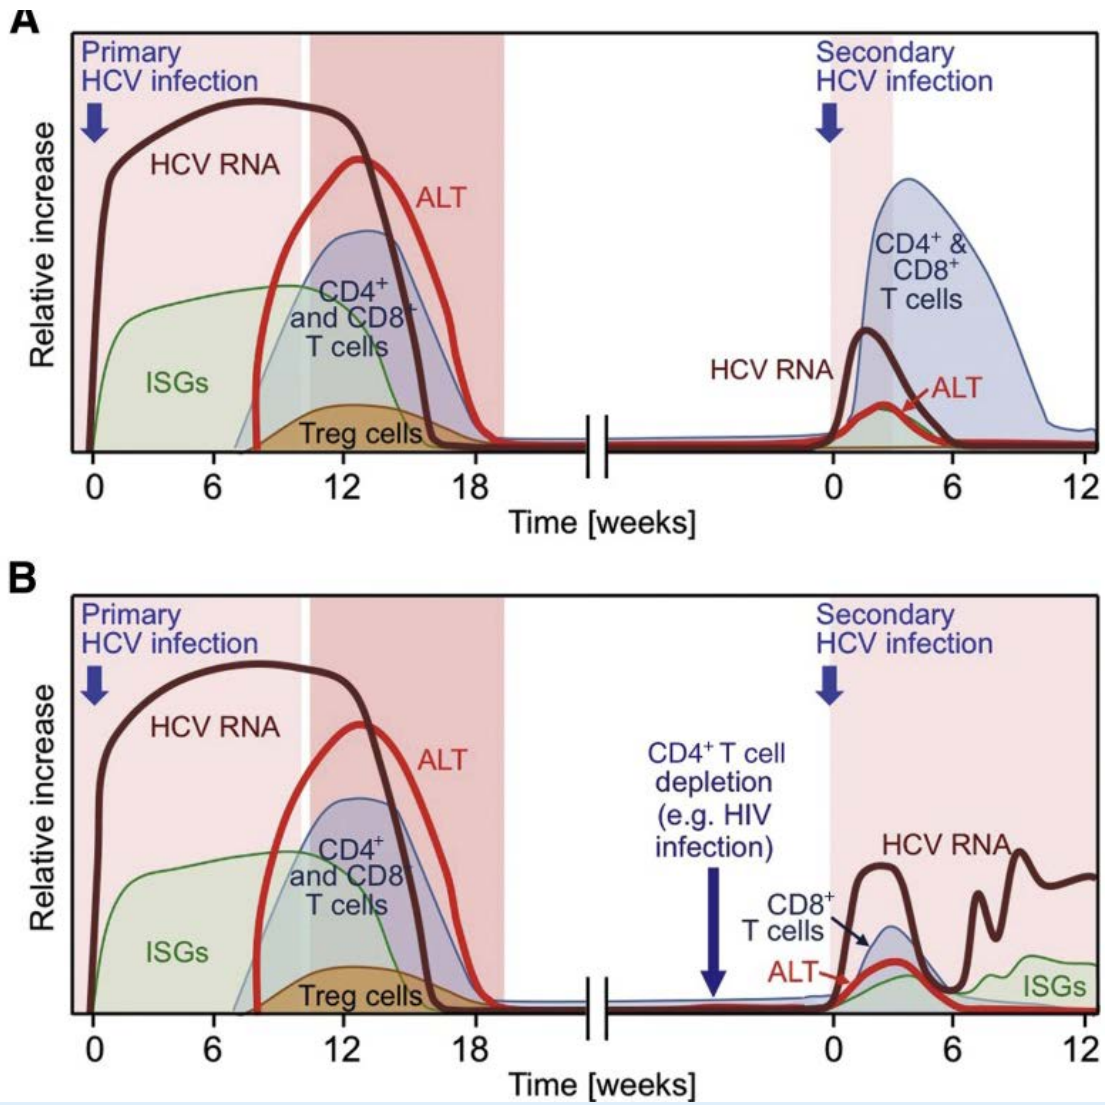 A
Primary
HCV infection
Secondary
HCV infection
HCV RNA
ALT
CD4+
and CD8+
T cells
ISGs
Treg cells
CD4+ &
CD8+
T cells
HCV RNA
ALT
Relative increase
0 6 12 18 0 6 12
Time [weeks]
B
Primary
HCV infection
Secondary
HCV infection
HCV RNA
ALT
CD4+
and CD8+
T cells
ISGs
Treg cells
CD4+ T cell
depletion
(e.g. HIV
infection)
HCV RNA
CD8+
T cells
ALT
ISGs
Relative increase
0 6 12 18 0 6 12
Time [weeks]